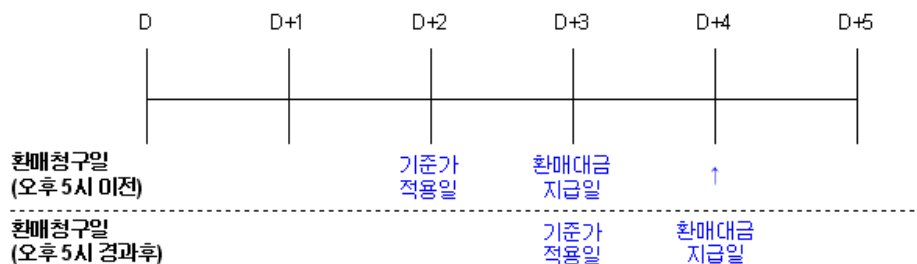 D D+1 D+2 D+3 D+4 D+5
환매청구일 기준가 환매대금 ↑
(오후 5시 이전) 적용일 지급일
환매청구일 기준가 환매대금
(오후 5시 경과후) 적용일 지급일